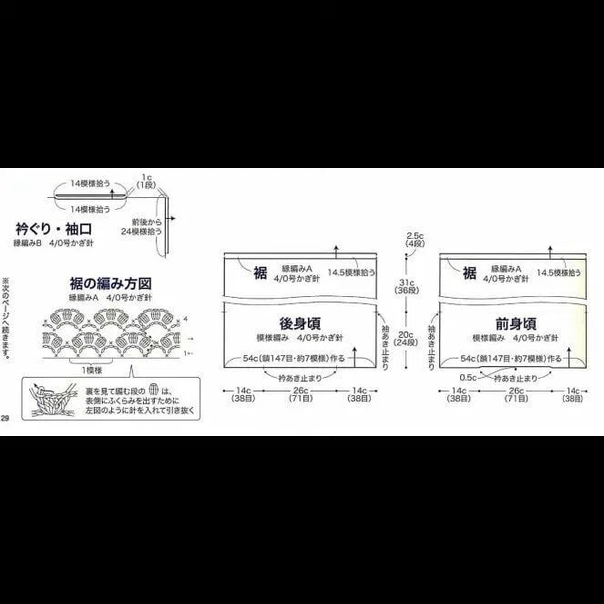 14模様拾う
14模様拾う
1c
(1段)
前後から
24模様拾う
衿ぐり・袖口
縁編みB 4/0号かぎ針
裾の編み方図
縁編みA 4/0号かぎ針
4
1
1模様
裏を見て編む段の は、
表側にふくらみを出すために
左図のように針を入れて引き抜く
※次のページへ続きます。
29
裾
縁編みA
4/0号かぎ針
14.5模様拾う
後身頃
模様編み 4/0号かぎ針
54c(鎖147目・約7模様)作る
衿あき止まり
14c
(38目)
26c
(71目)
14c
(38目)
袖あき止まり
2.5c
(4段)
31c
(36段)
20c
(24段)
袖あき止まり
裾
縁編みA
4/0号かぎ針
14.5模様拾う
前身頃
模様編み 4/0号かぎ針
54c(鎖147目・約7模様)作る
0.5c
衿あき止まり
14c
(38目)
26c
(71目)
14c
(38目)